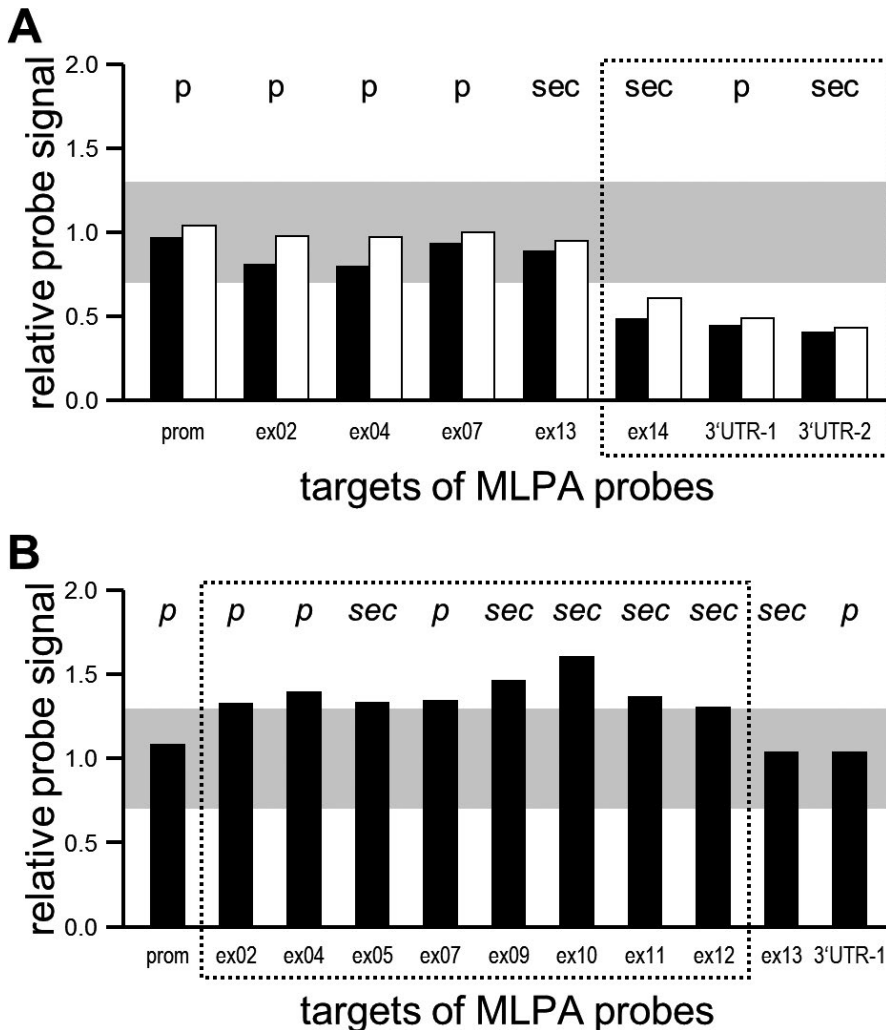 A
relative probe signal
2.0
1.5
1.0
0.5
0.0
p p p p sec sec p sec
prom ex02 ex04 ex07 ex13 ex14 3‘UTR-1 3‘UTR-2
targets of MLPA probes
B
relative probe signal
2.0
1.5
1.0
0.5
0.0
p p p sec p sec sec sec sec sec p
prom ex02 ex04 ex05 ex07 ex09 ex10 ex11 ex12 ex13 3‘UTR-1
targets of MLPA probes